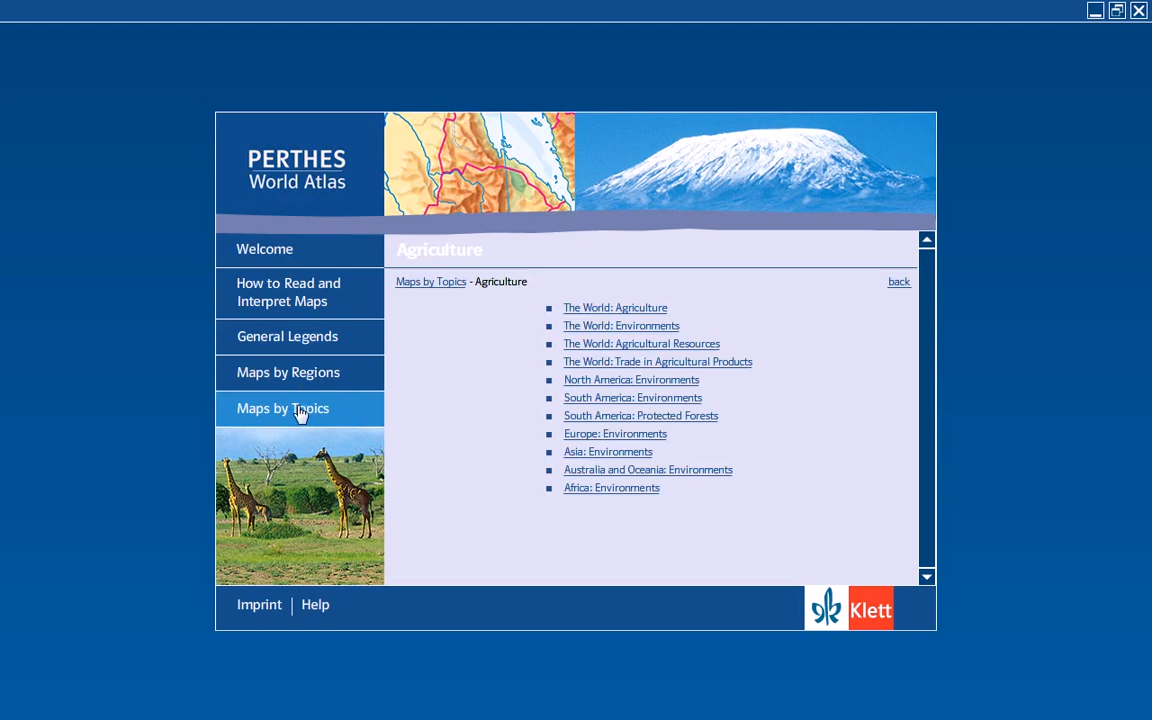 PERTHES
World Atlas
Welcome
How to Read and
Interpret Maps
General Legends
Maps by Regions
Maps by Topics
Agriculture
Maps by Topics - Agriculture
back
The World: Agriculture
The World: Environments
The World: Agricultural Resources
The World: Trade in Agricultural Products
North America: Environments
South America: Environments
South America: Protected Forests
Europe: Environments
Asia: Environments
Australia and Oceania: Environments
Africa: Environments
Imprint | Help
Klett